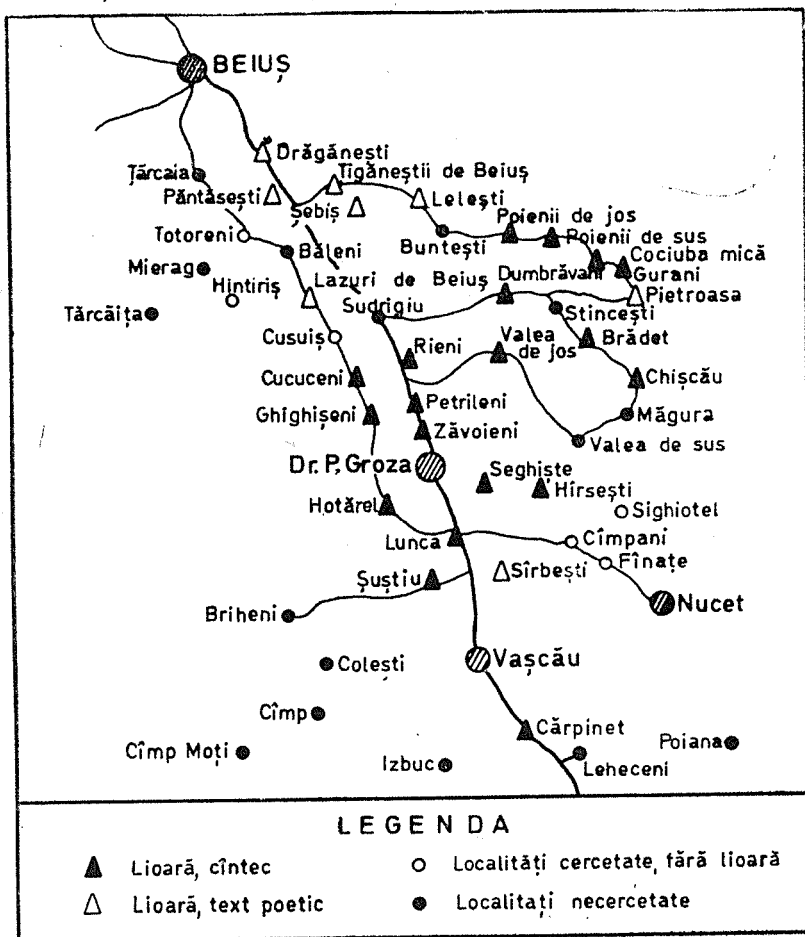 BEIUȘ
Drăgănești
Țigăneștii de Beiuș
Țărcaia
Păntășești
Șebiș
Lelești
Poienii de jos
Totoreni
Băleni
Buntești
Poienii de sus
Cociuba mică
Mierag
Hintiriș
Lazuri de Beiuș
Dumbrăvani
Gurani
Tărcăița
Sudrigiu
Pietroasa
Stincești
Cusuiș
Rieni
Valea
de jos
Brădet
Cucuceni
Chișcău
Petrileni
Ghighișeni
Măgura
Zăvoieni
Valea de sus
Dr. P. Groza
Seghiște
Hîrsești
Hotărel
Sighiotel
Lunca
Cîmpani
Fînațe
Șuștiu
Sîrbești
Nucet
Briheni
Vașcău
Colești
Cîmp
Cărpinet
Cîmp Moți
Poiana
Izbuc
Leheceni
LEGENDA
Lioară, cîntec
Localități cercetate, fără lioară
Lioară, text poetic
Localitați necercetate